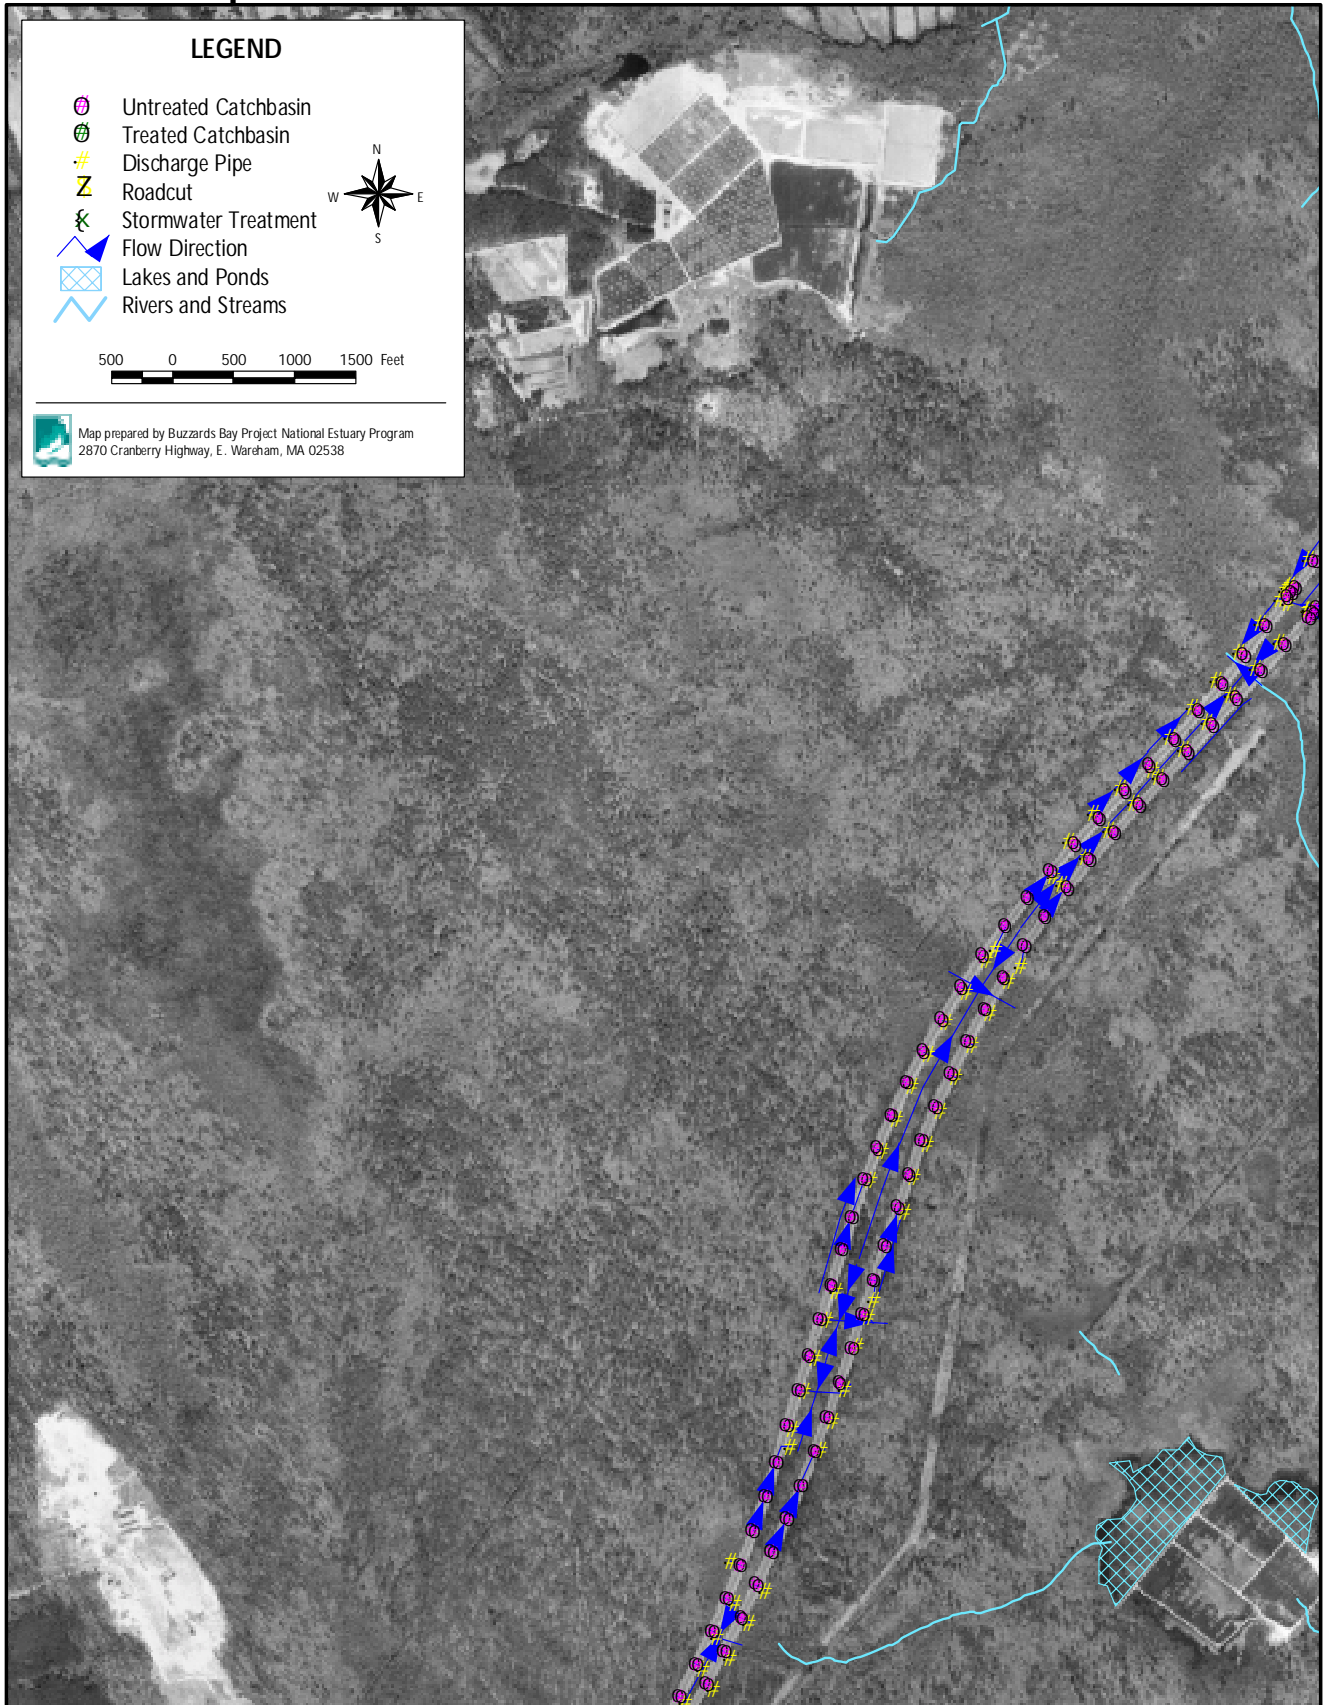 LEGEND
Untreated Catchbasin
Treated Catchbasin
Discharge Pipe
Roadcut
Stormwater Treatment
Flow Direction
Lakes and Ponds
Rivers and Streams
N
W E
S
500 0 500 1000 1500 Feet
Map prepared by Buzzards Bay Project National Estuary Program
2870 Cranberry Highway, E. Wareham, MA 02538